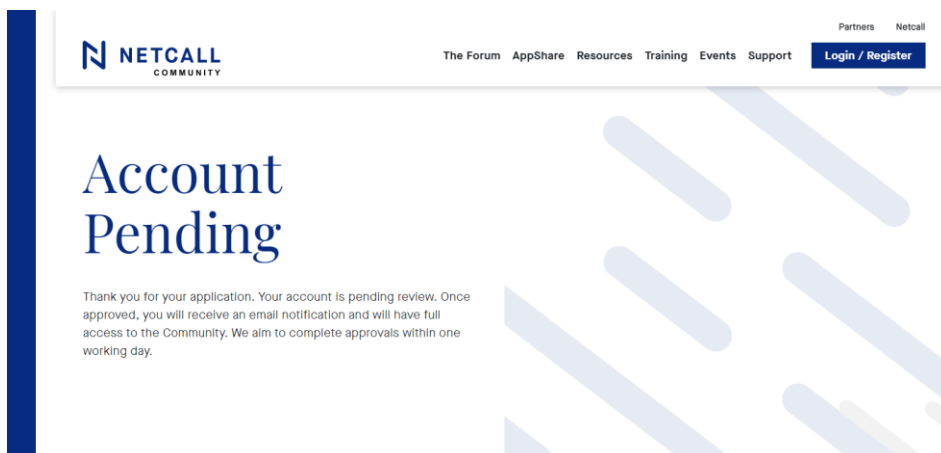 Partners Netcall
NETCALL
COMMUNITY
The Forum AppShare Resources Training Events Support Login / Register
Account
Pending
Thank you for your application. Your account is pending review. Once
approved, you will receive an email notification and will have full
access to the Community. We aim to complete approvals within one
working day.